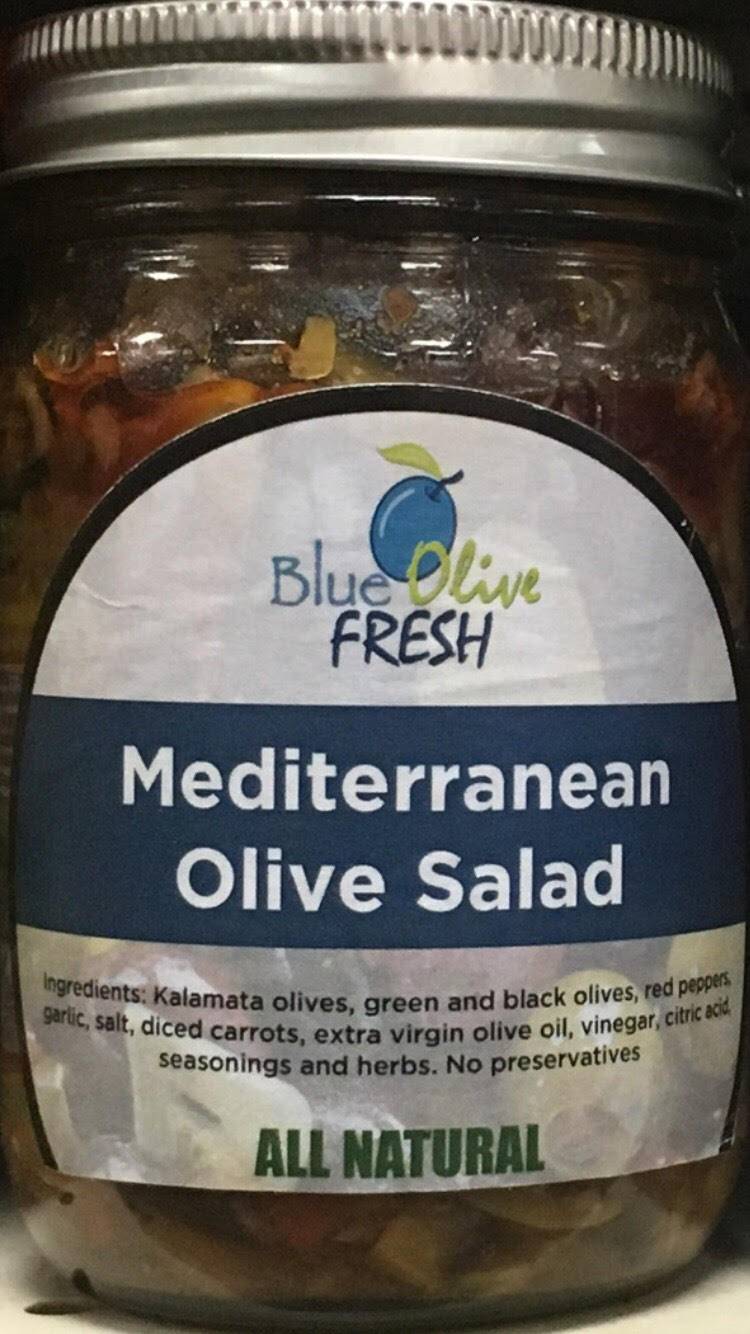 Blue Olive
FRESH
Mediterranean
Olive Salad
Ingredients: Kalamata olives, green and black olives, red peppers,
garlic, salt, diced carrots, extra virgin olive oil, vinegar, citric acid,
seasonings and herbs. No preservatives
ALL NATURAL